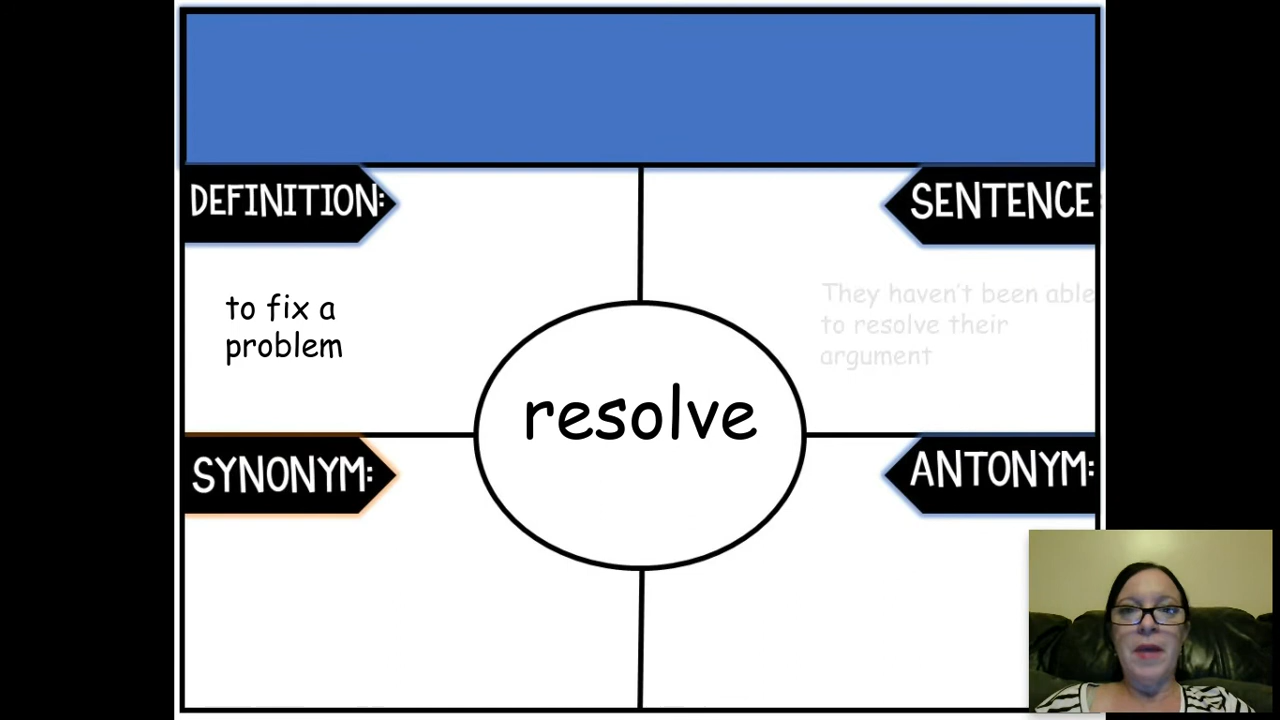 DEFINITION:
SENTENCE:
to fix a
problem
They haven't been able
to resolve their
argument
resolve
SYNONYM:
ANTONYM: